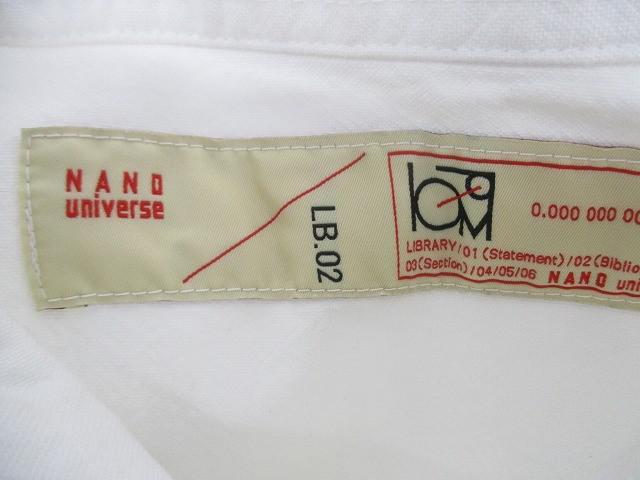 NANO
universe
LB.02
0.000 000 00
LIBRARY/01 (Statement)/02 (Biblio
03(Section)/04/05/06 NANO uni